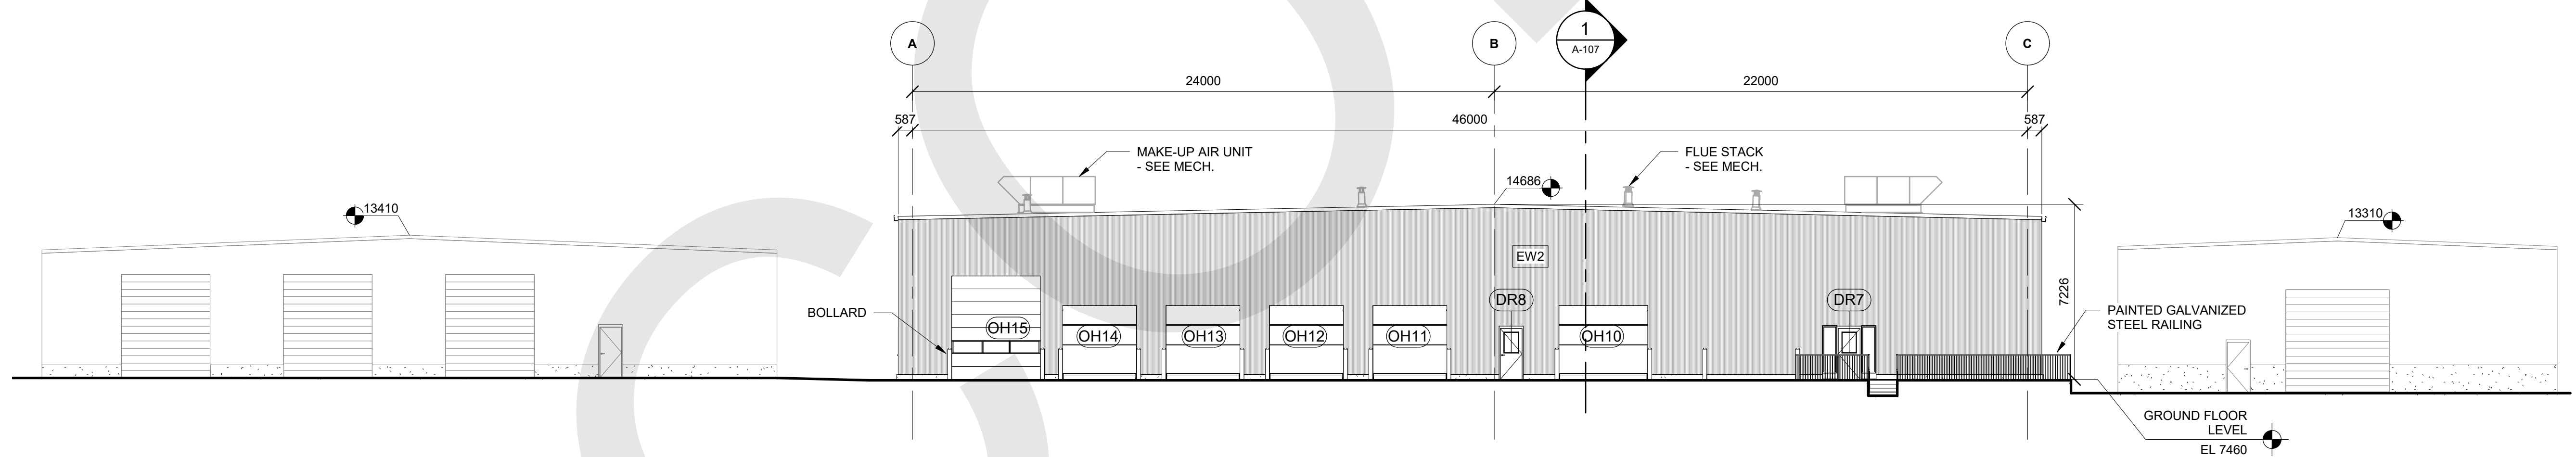 A
B
1
A-107
C
24000
22000
587
46000
587
MAKE-UP AIR UNIT
- SEE MECH.
FLUE STACK
- SEE MECH.
14686
13410
13310
EW2
7226
BOLLARD
OH15
OH14
OH13
OH12
OH11
DR8
OH10
DR7
PAINTED GALVANIZED
STEEL RAILING
GROUND FLOOR
LEVEL
EL 7460